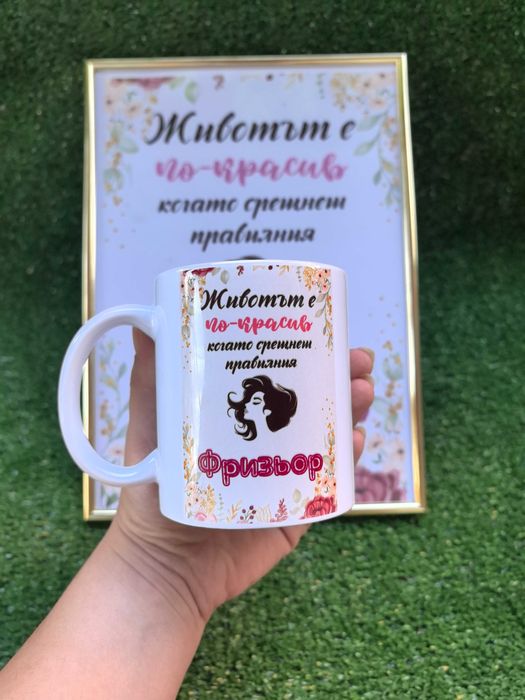 Животът е
по-красив
когато срещнеш
правилния
Животът е
по-красив
когато срещнеш
правилния
Фризьор